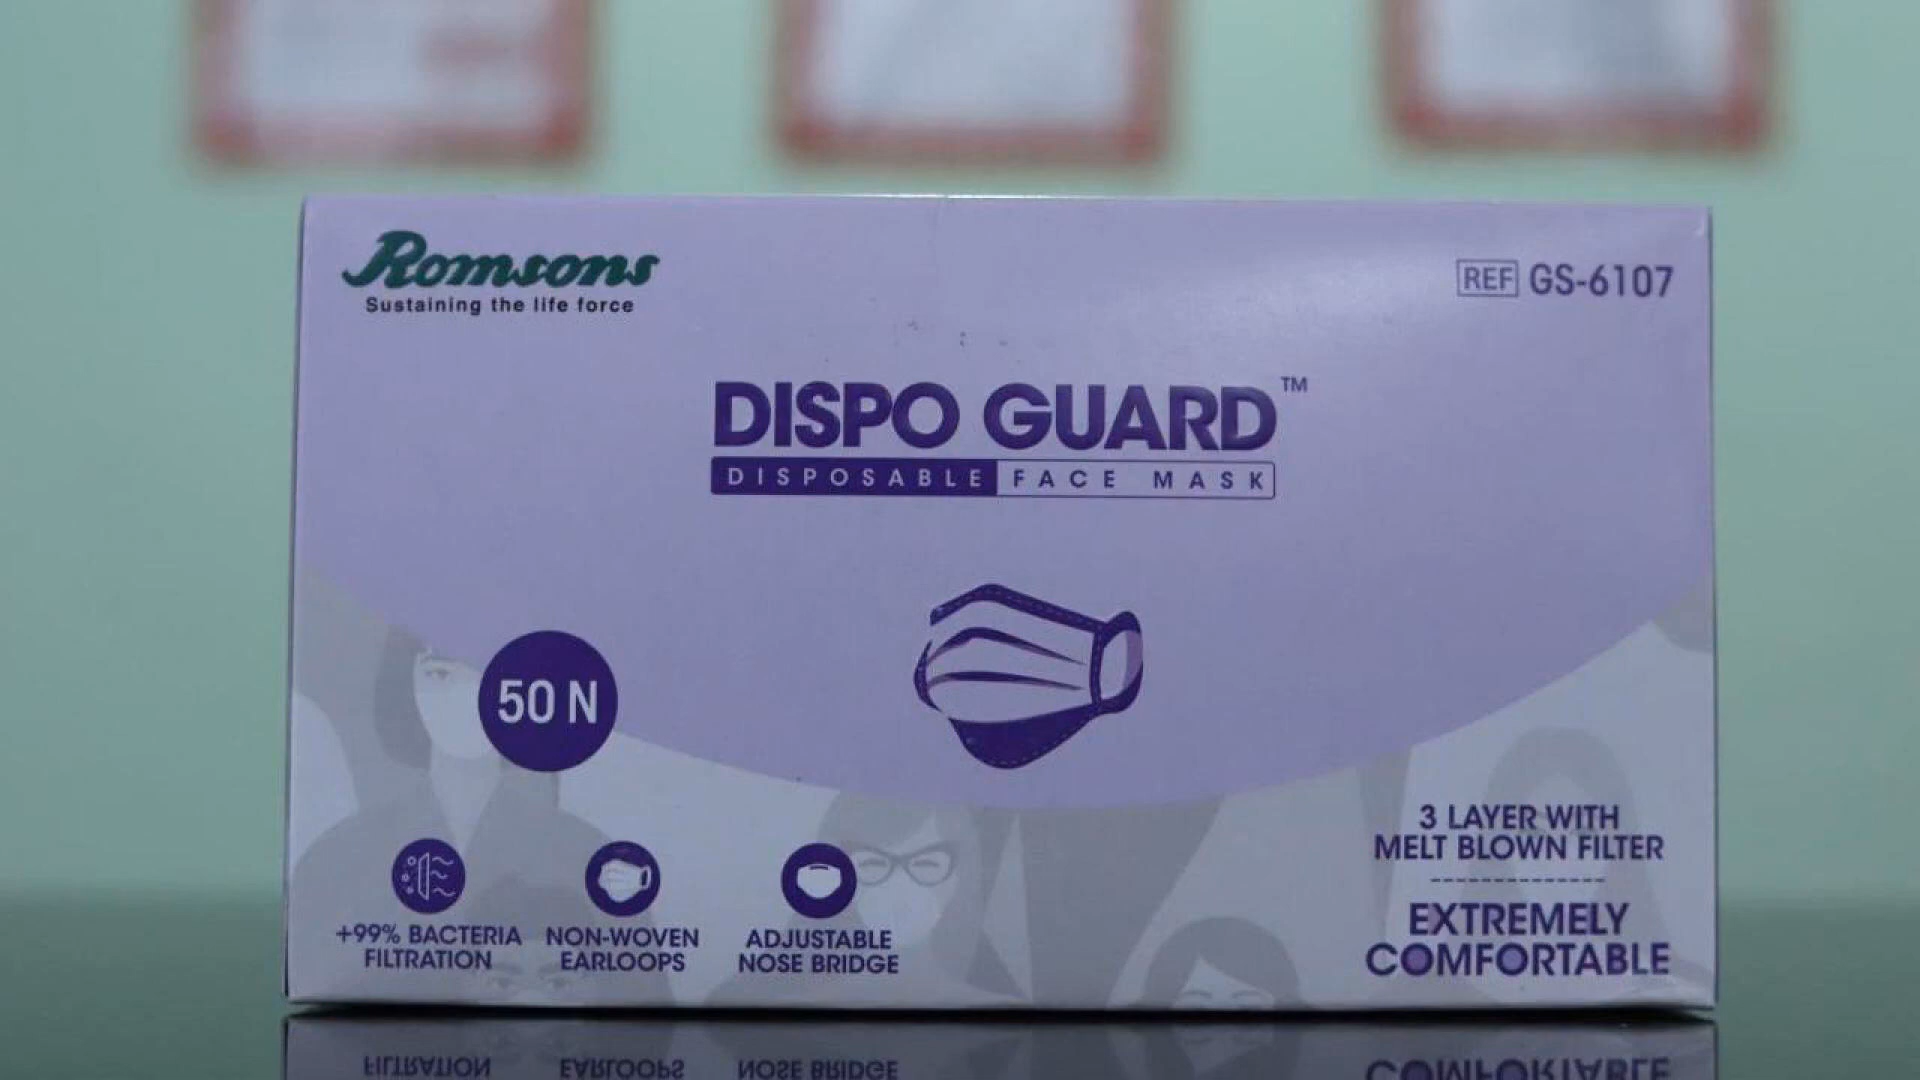 Romsons
Sustaining the life force
REF GS-6107
DISPO GUARD™
DISPOSABLE FACE MASK
50 N
+99% BACTERIA
FILTRATION
NON-WOVEN
EARLOOPS
ADJUSTABLE
NOSE BRIDGE
3 LAYER WITH
MELT BLOWN FILTER
EXTREMELY
COMFORTABLE